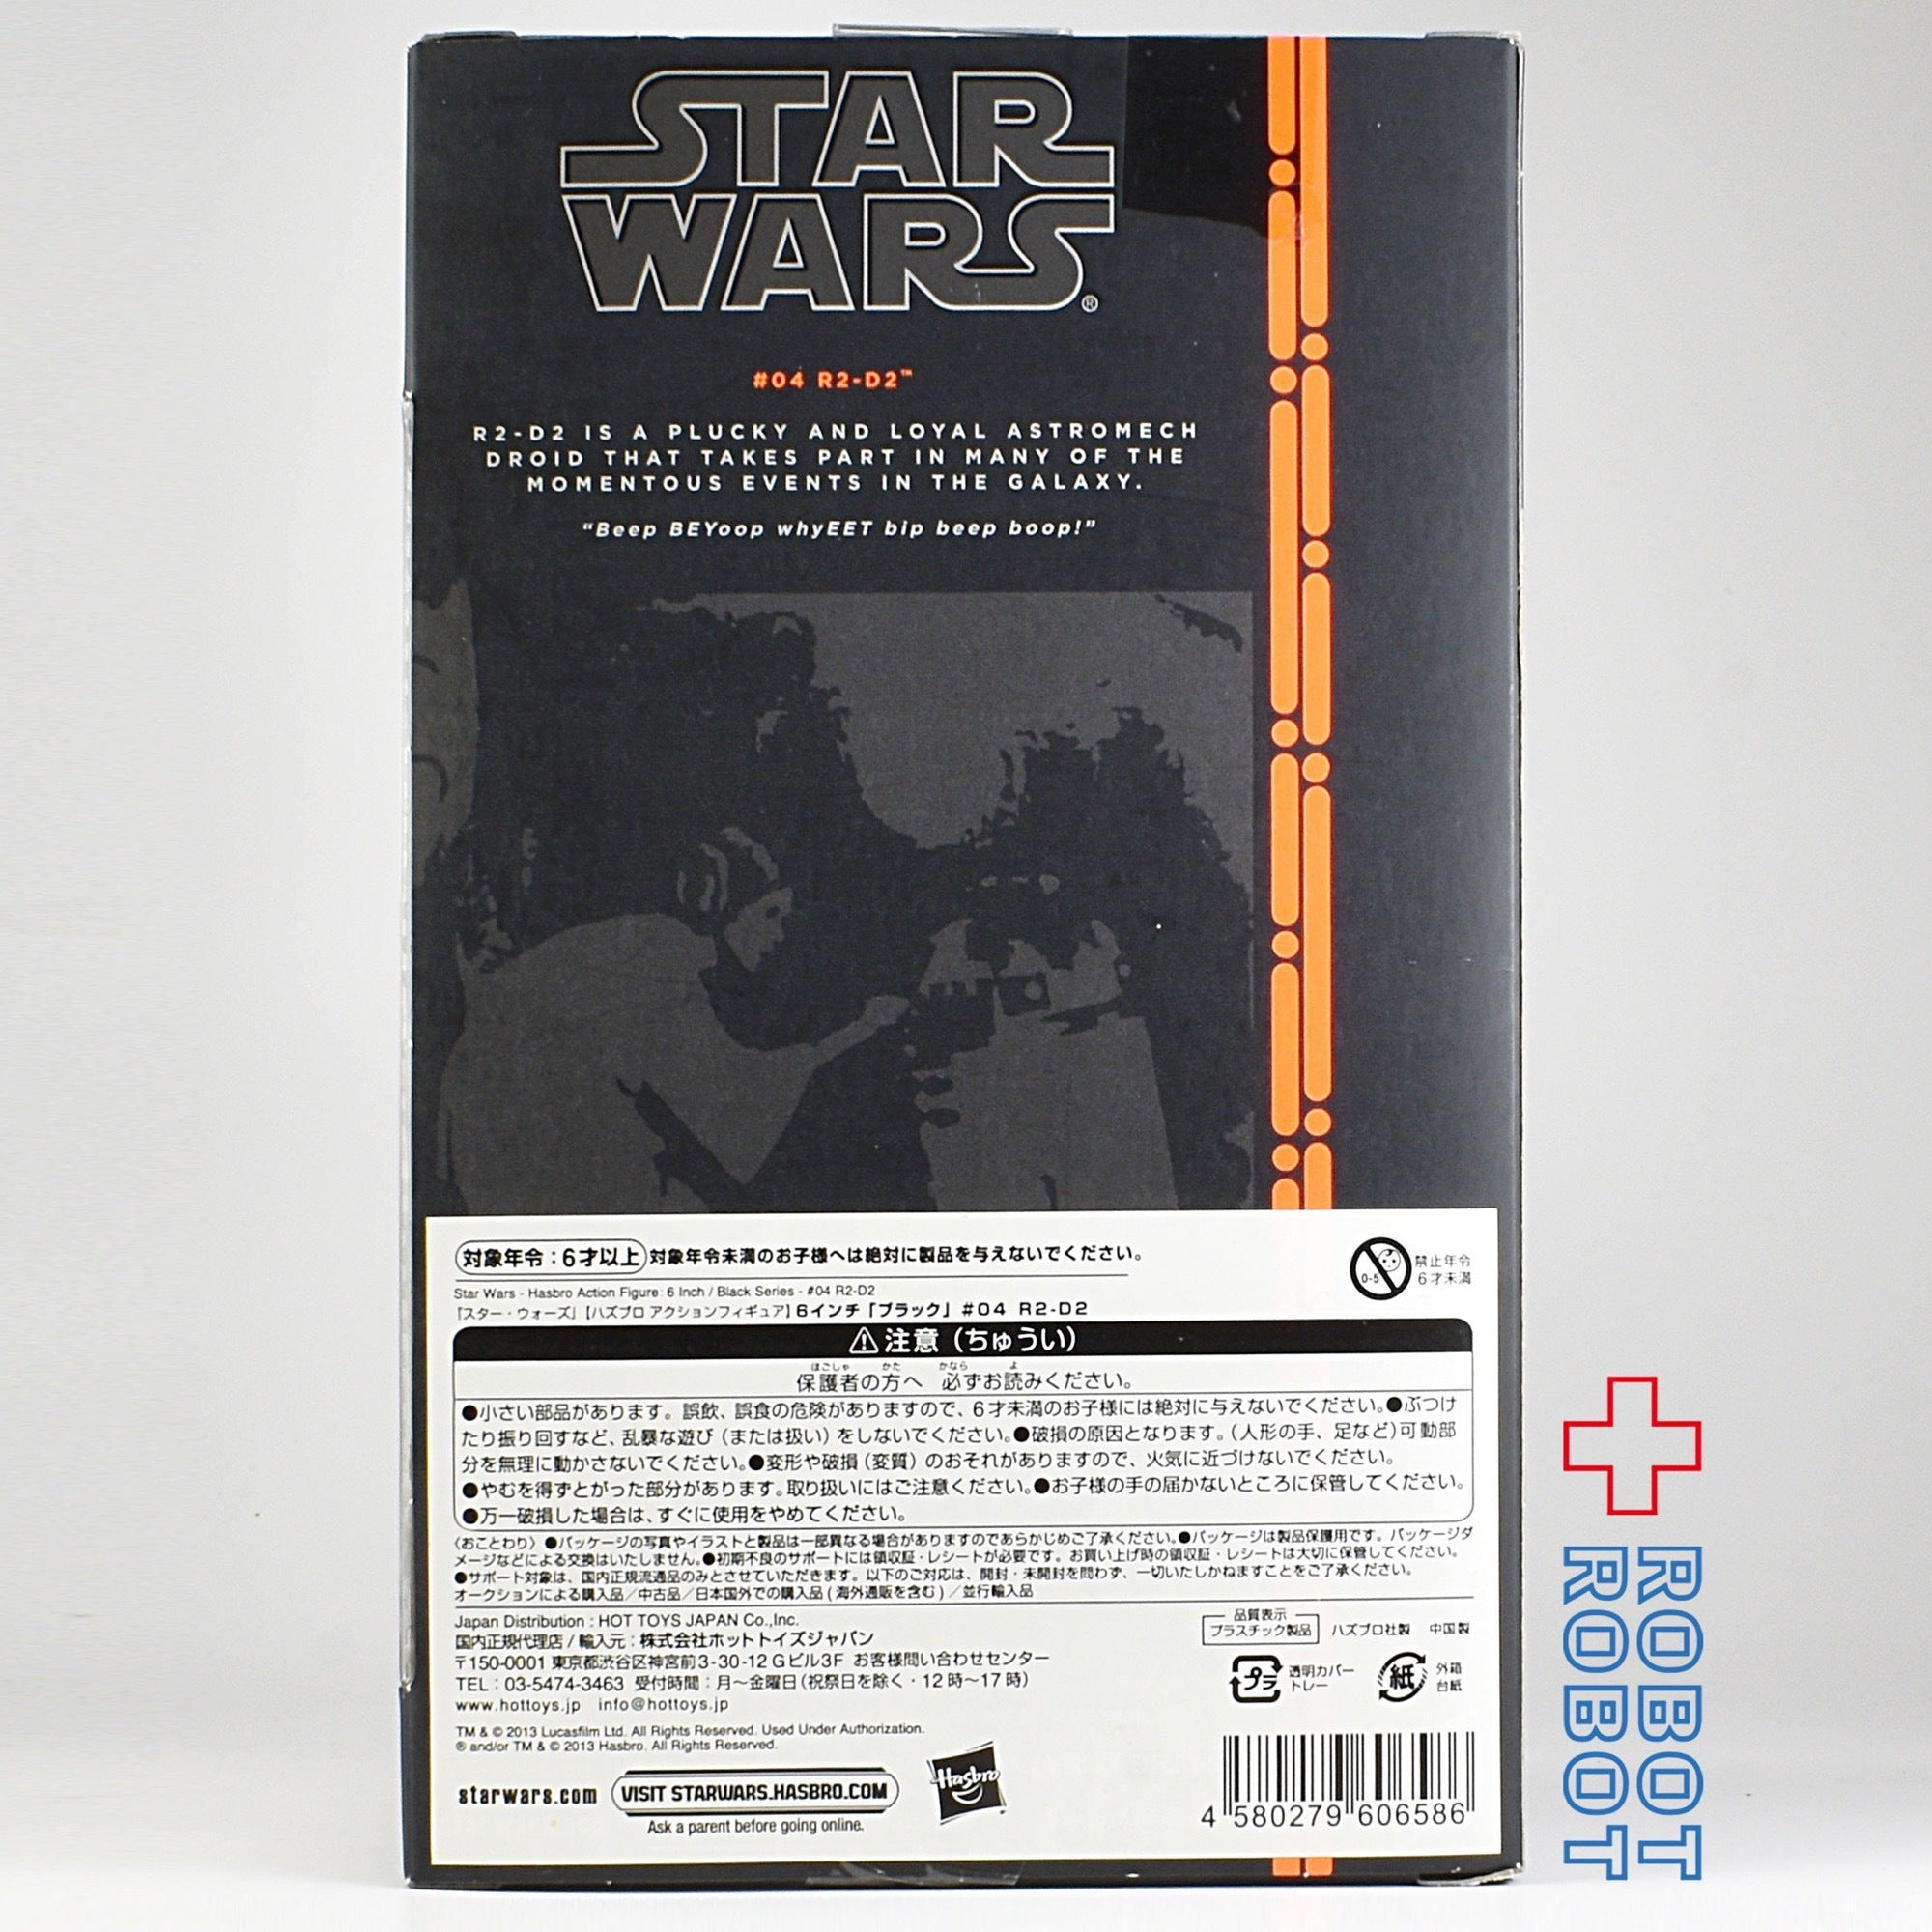 STAR
WARS®
#04 R2-D2™
R2-D2 IS A PLUCKY AND LOYAL ASTROMECH
DROID THAT TAKES PART IN MANY OF THE
MOMENTOUS EVENTS IN THE GALAXY.
“Beep BEYoop whyEET bip beep boop!”
対象年令：6才以上 対象年令未満のお子様へは絶対に製品を与えないでください。
0-5
禁止年令
6才未満
Star Wars - Hasbro Action Figure: 6 Inch / Black Series - #04 R2-D2
「スター・ウォーズ」【ハズブロ アクションフィギュア】6インチ「ブラック」#04 R2-D2
⚠注意（ちゅうい）
ほごしゃ かた かなら よ
保護者の方へ 必ずお読みください。
●小さい部品があります。誤飲、誤食の危険がありますので、6才未満のお子様には絶対に与えないでください。●ぶつけ
たり振り回すなど、乱暴な遊び（または扱い）をしないでください。●破損の原因となります。（人形の手、足など）可動部
分を無理に動かさないでください。●変形や破損（変質）のおそれがありますので、火気に近づけないでください。
●やむを得ずとがった部分があります。取り扱いにはご注意ください。●お子様の手の届かないところに保管してください。
●万一破損した場合は、すぐに使用をやめてください。
〈おことわり〉●パッケージの写真やイラストと製品は一部異なる場合がありますのであらかじめご了承ください。●パッケージは製品保護用です。パッケージダ
メージなどによる交換はいたしません。●初期不良のサポートには領収証・レシートが必要です。お買い上げ時の領収証・レシートは大切に保管してください。
●サポート対象は、国内正規流通品のみとさせていただきます。以下のご対応は、開封・未開封を問わず、一切いたしかねますことをご了承ください。
オークションによる購入品／中古品／日本国外での購入品（海外通販を含む）／並行輸入品
Japan Distribution : HOT TOYS JAPAN Co.,Inc.
国内正規代理店 / 輸入元：株式会社ホットトイズジャパン
〒150-0001 東京都渋谷区神宮前3-30-12 Gビル3F お客様問い合わせセンター
TEL：03-5474-3463 受付時間：月～金曜日（祝祭日を除く・12時～17時）
www.hottoys.jp info@hottoys.jp
品質表示
プラスチック製品 ハズブロ社製 中国製
プラ 透明カバー
トレー
紙 外箱
台紙
TM & © 2013 Lucasfilm Ltd. All Rights Reserved. Used Under Authorization.
® and/or TM & © 2013 Hasbro. All Rights Reserved.
starwars.com VISIT STARWARS.HASBRO.COM
Ask a parent before going online.
Hasbro
4 580279 606586
ROBOT
ROBOT